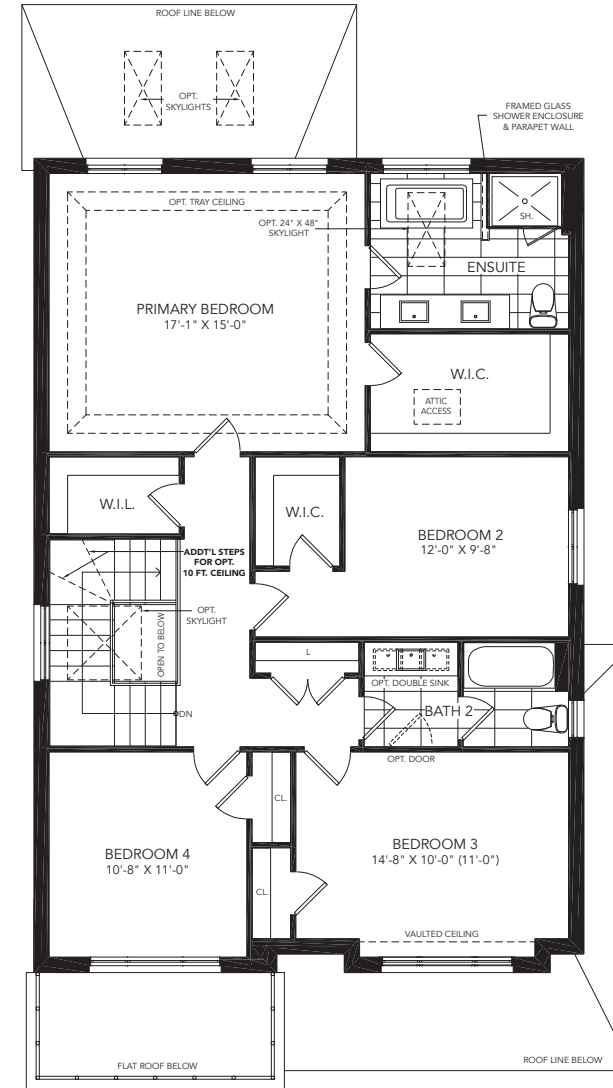 ROOF LINE BELOW
OPT.
SKYLIGHTS
FRAMED GLASS
SHOWER ENCLOSURE
& PARAPET WALL
OPT. TRAY CEILING
OPT. 24" X 48"
SKYLIGHT
SH.
ENSUITE
PRIMARY BEDROOM
17'-1" X 15'-0"
W.I.C.
ATTIC
ACCESS
W.I.L.
W.I.C.
BEDROOM 2
12'-0" X 9'-8"
ADDT'L STEPS
FOR OPT.
10 FT. CEILING
OPT.
SKYLIGHT
OPEN TO BELOW
L
OPT. DOUBLE SINK
DN
BATH 2
OPT. DOOR
CL.
BEDROOM 4
10'-8" X 11'-0"
BEDROOM 3
14'-8" X 10'-0" (11'-0")
CL.
VAULTED CEILING
FLAT ROOF BELOW
ROOF LINE BELOW